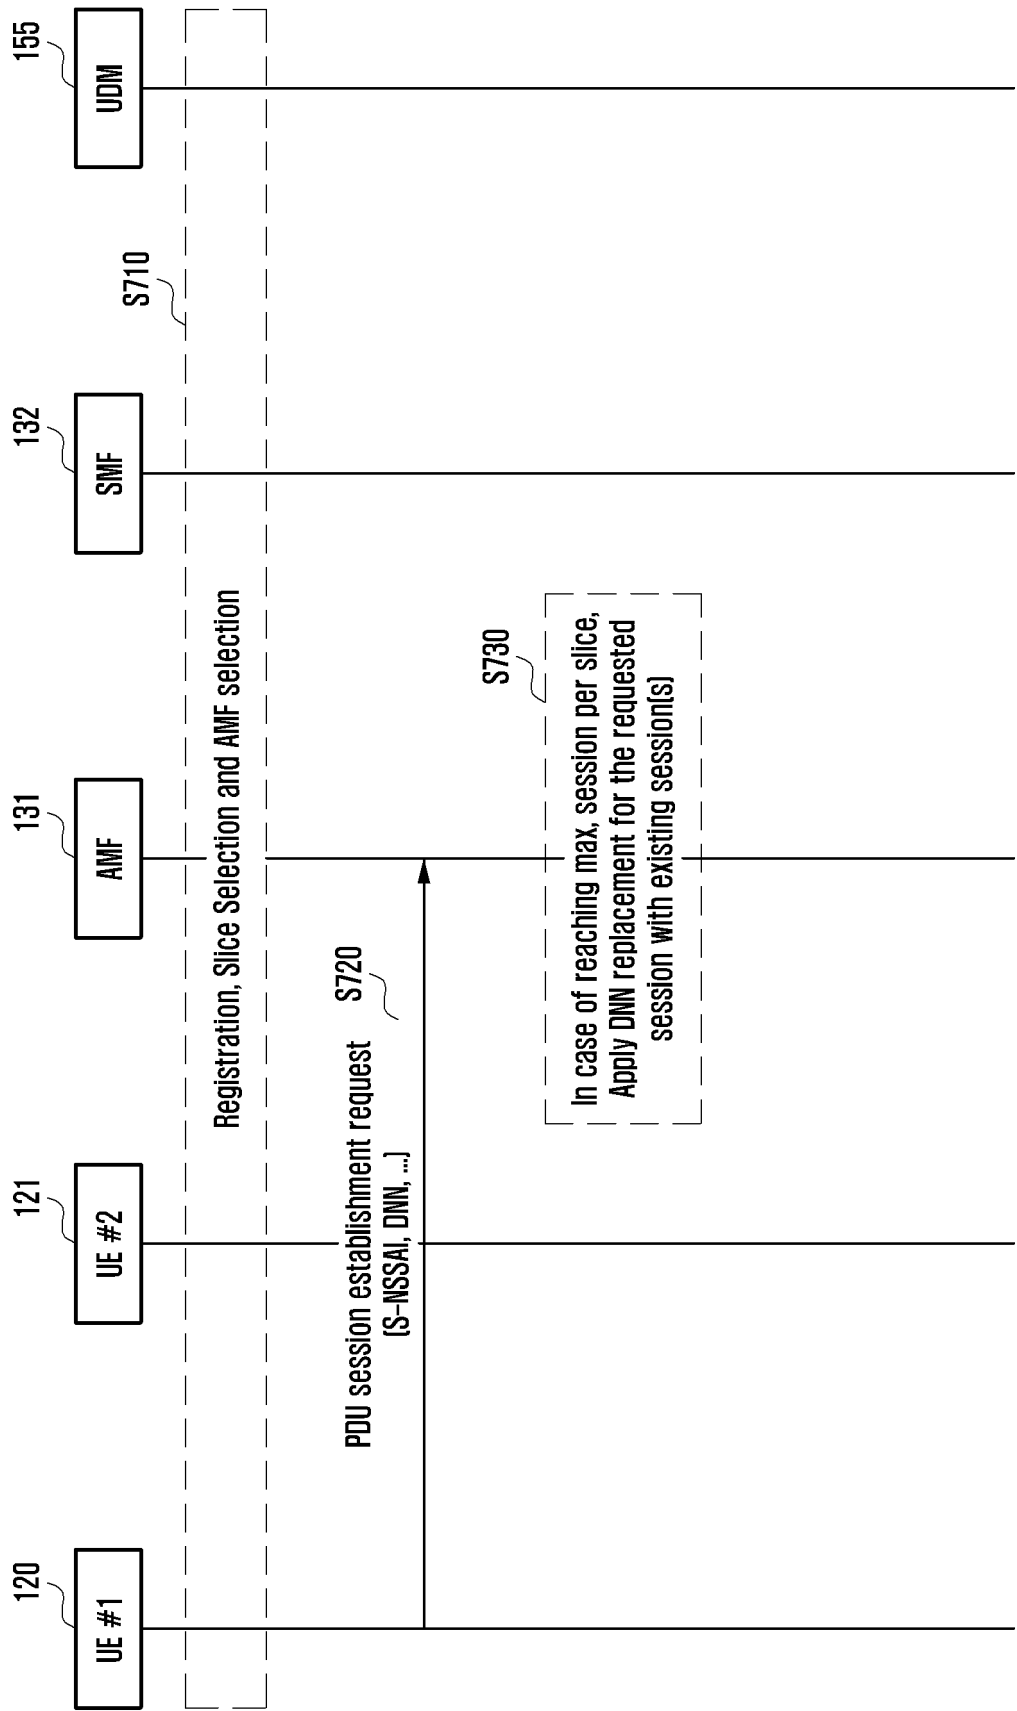 120
121
131
132
155
UE #1
UE #2
AMF
SMF
UDM
S710
Registration, Slice Selection and AMF selection
PDU session establishment request
(S-NSSAI, DNN, ...)
S720
S730
In case of reaching max, session per slice,
Apply DNN replacement for the requested
session with existing session(s)